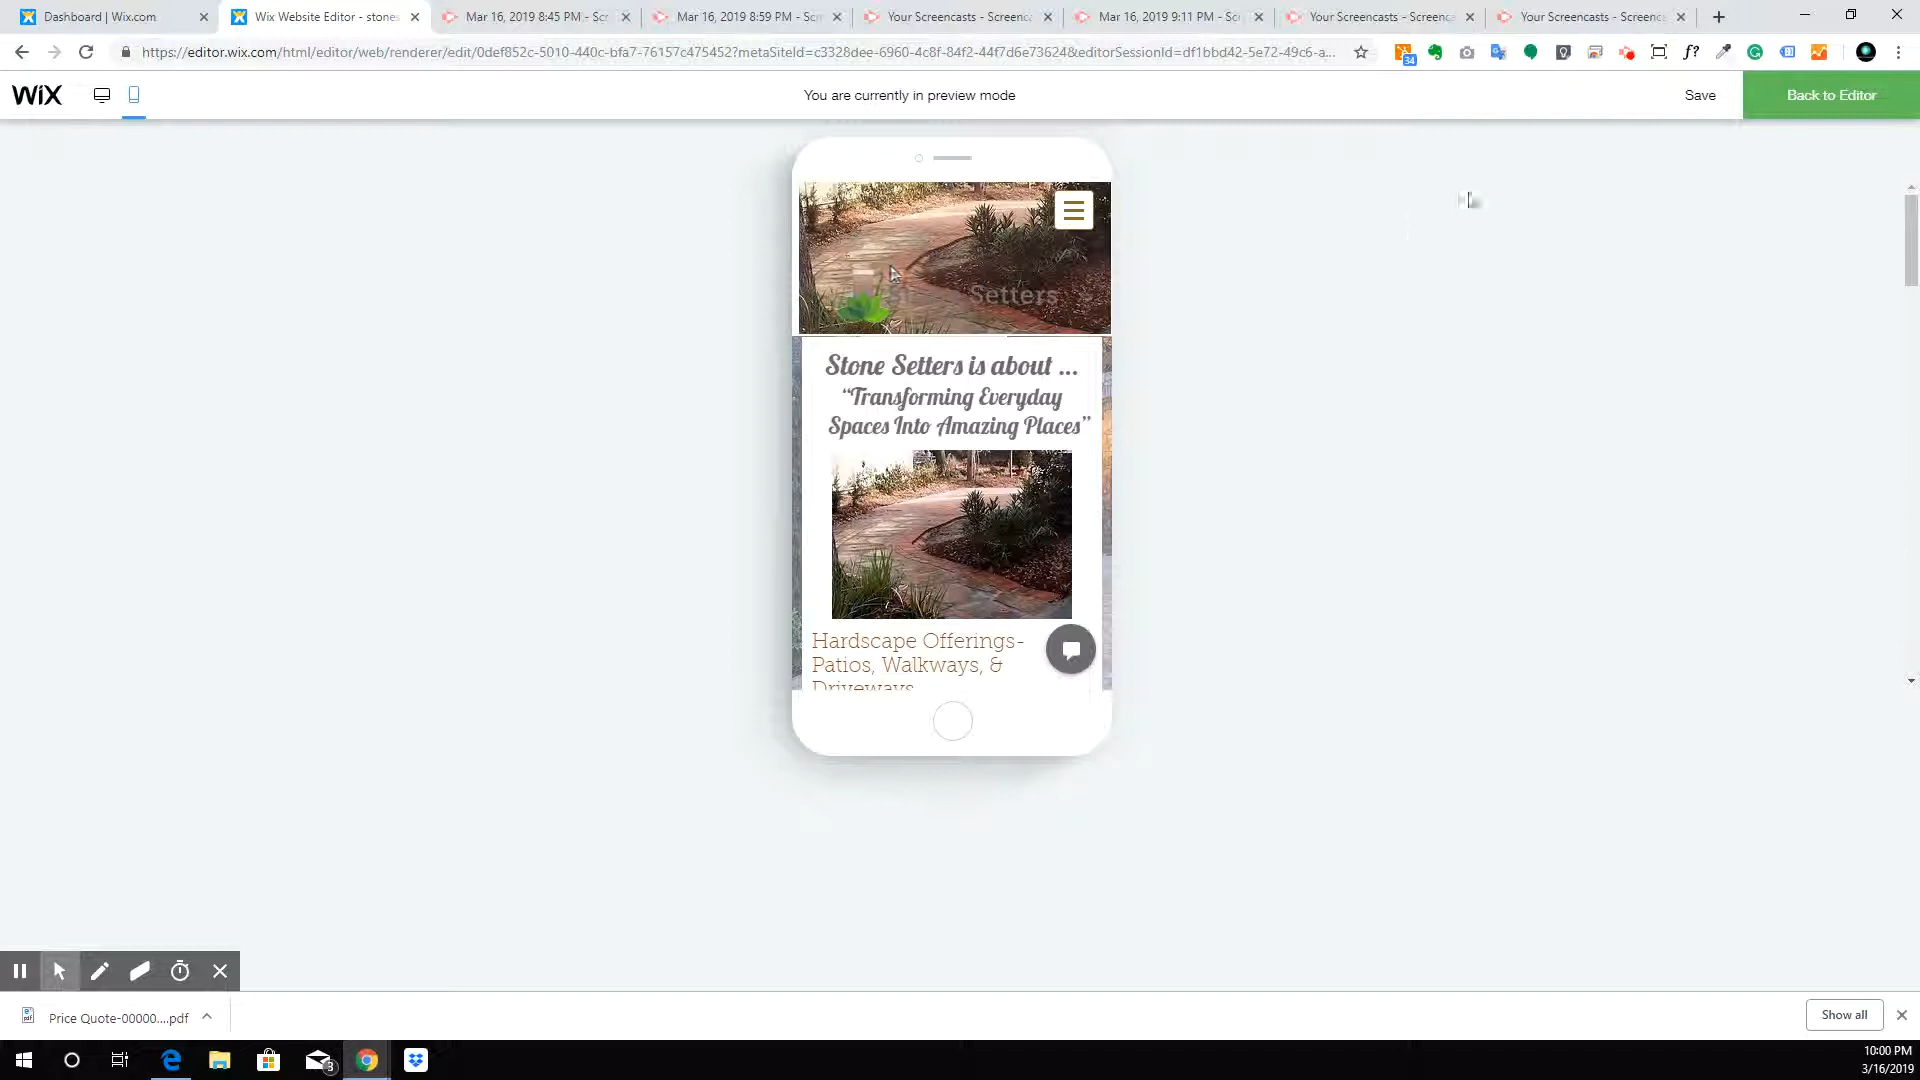 Dashboard | Wix.com
Wix Website Editor - stones
Mar 16, 2019 8:45 PM - Scr
Mar 16, 2019 8:59 PM - Scr
Your Screencasts - Screenca
Mar 16, 2019 9:11 PM - Scr
Your Screencasts - Screenca
Your Screencasts - Screenca
https://editor.wix.com/html/editor/web/renderer/edit/0def852c-5010-440c-bfa7-76157c475452?metaSiteId=c3328dee-6960-4c8f-84f2-44f7d6e73624&editorSessionId=df1bbd42-5e72-49c6-a...
34
f?
WiX
You are currently in preview mode
Save
Back to Editor
Setters
Stone Setters is about ...
“Transforming Everyday
Spaces Into Amazing Places”
Hardscape Offerings-
Patios, Walkways, &
Driveways
Price Quote-00000....pdf
Show all
3
10:00 PM
3/16/2019